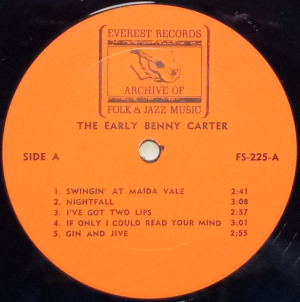 EVEREST RECORDS
ARCHIVE OF
FOLK & JAZZ MUSIC
THE EARLY BENNY CARTER
SIDE A FS-225-A
1. SWINGIN' AT MAIDA VALE 2:41
2. NIGHTFALL 3:08
3. I'VE GOT TWO LIPS 2:57
4. IF ONLY I COULD READ YOUR MIND 3:01
5. GIN AND JIVE 2:55